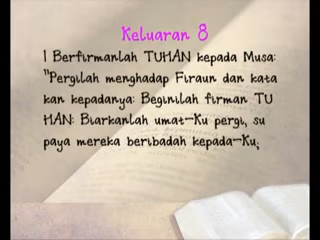 Keluaran 8
1 Berfirmanlah TUHAN kepada Musa:
"Pergilah menghadap Firaun dan kata
kan kepadanya: Beginilah firman TU
HAN: Biarkanlah umat-Ku pergi, su
paya mereka beribadah kepada-Ku;